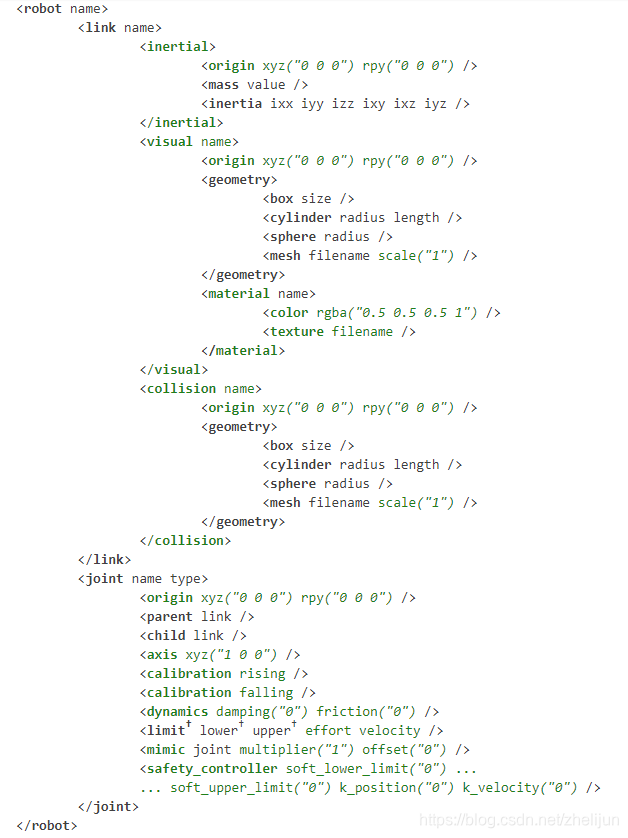 <robot name>
<link name>
<inertial>
<origin xyz("0 0 0") rpy("0 0 0") />
<mass value />
<inertia ixx iyy izz ixy ixz iyz />
</inertial>
<visual name>
<origin xyz("0 0 0") rpy("0 0 0") />
<geometry>
<box size />
<cylinder radius length />
<sphere radius />
<mesh filename scale("1") />
</geometry>
<material name>
<color rgba("0.5 0.5 0.5 1") />
<texture filename />
</material>
</visual>
<collision name>
<origin xyz("0 0 0") rpy("0 0 0") />
<geometry>
<box size />
<cylinder radius length />
<sphere radius />
<mesh filename scale("1") />
</geometry>
</collision>
</link>
<joint name type>
<origin xyz("0 0 0") rpy("0 0 0") />
<parent link />
<child link />
<axis xyz("1 0 0") />
<calibration rising />
<calibration falling />
<dynamics damping("0") friction("0") />
<limit† lower† upper† effort velocity />
<mimic joint multiplier("1") offset("0") />
<safety_controller soft_lower_limit("0") ...
... soft_upper_limit("0") k_position("0") k_velocity("0") />
</joint>
</robot>
https://blog.csdn.net/zhelijun